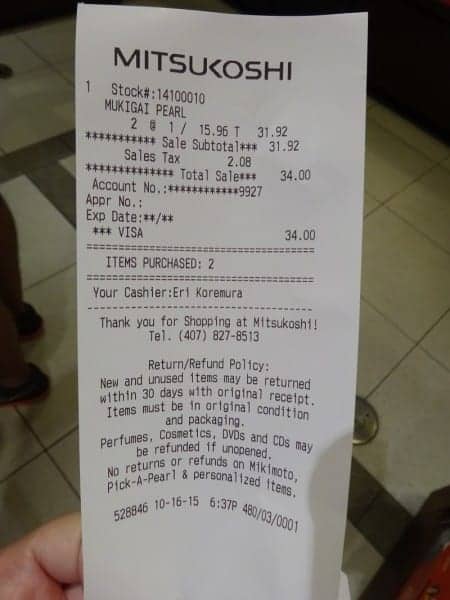 MITSUKOSHI
1 Stock#:14100010
MUKIGAI PEARL
2 @ 1 / 15.96 T 31.92
*********** Sale Subtotal*** 31.92
Sales Tax 2.08
************** Total Sale*** 34.00
Account No.:************9927
Appr No.:
Exp Date:**/**
*** VISA 34.00
========================================
ITEMS PURCHASED: 2
========================================
Your Cashier:Eri Koremura
----------------------------------------
Thank you for Shopping at Mitsukoshi!
Tel. (407) 827-8513
Return/Refund Policy:
New and unused items may be returned
within 30 days with original receipt.
Items must be in original condition
and packaging.
Perfumes, Cosmetics, DVDs and CDs may
be refunded if unopened.
No returns or refunds on Mikimoto,
Pick-A-Pearl & personalized items.
528846 10-16-15 6:37P 480/03/0001